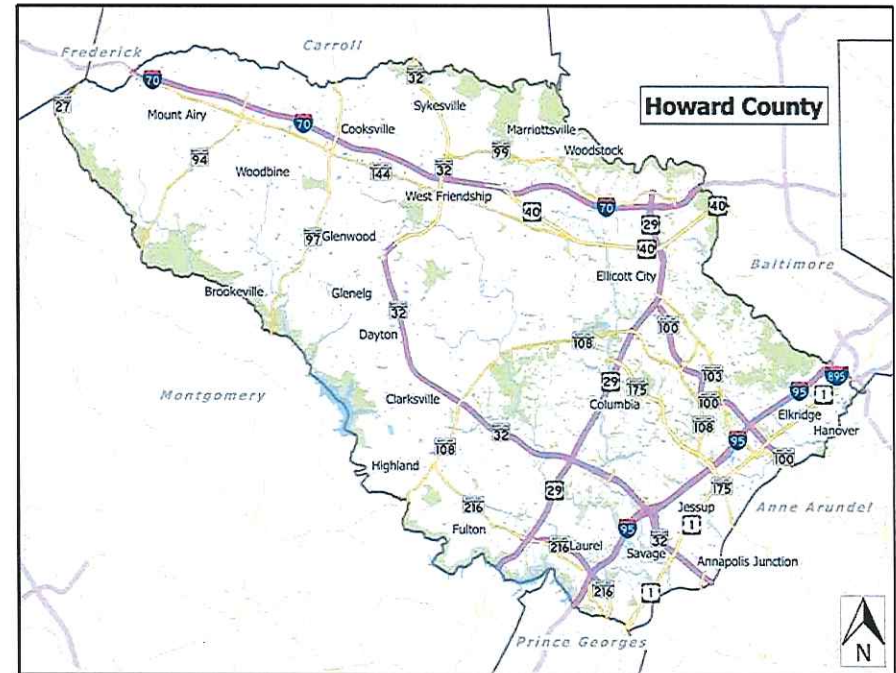 Carroll
Frederick
Howard County
32
70
Sykesville
27
Mount Airy
70
Cooksville
Marriottsville
99
Woodstock
94
Woodbine
144
32
West Friendship
40
70
40
29
97
Glenwood
40
Ellicott City
Baltimore
Brookeville
Glenelg
32
Dayton
100
108
Montgomery
29
175
103
895
95
1
Clarksville
Columbia
100
Elkridge
108
Hanover
32
95
108
100
Highland
29
175
216
Jessup
Anne Arundel
Fulton
95
1
216
Laurel
32
Savage
Annapolis Junction
216
1
Prince Georges
N